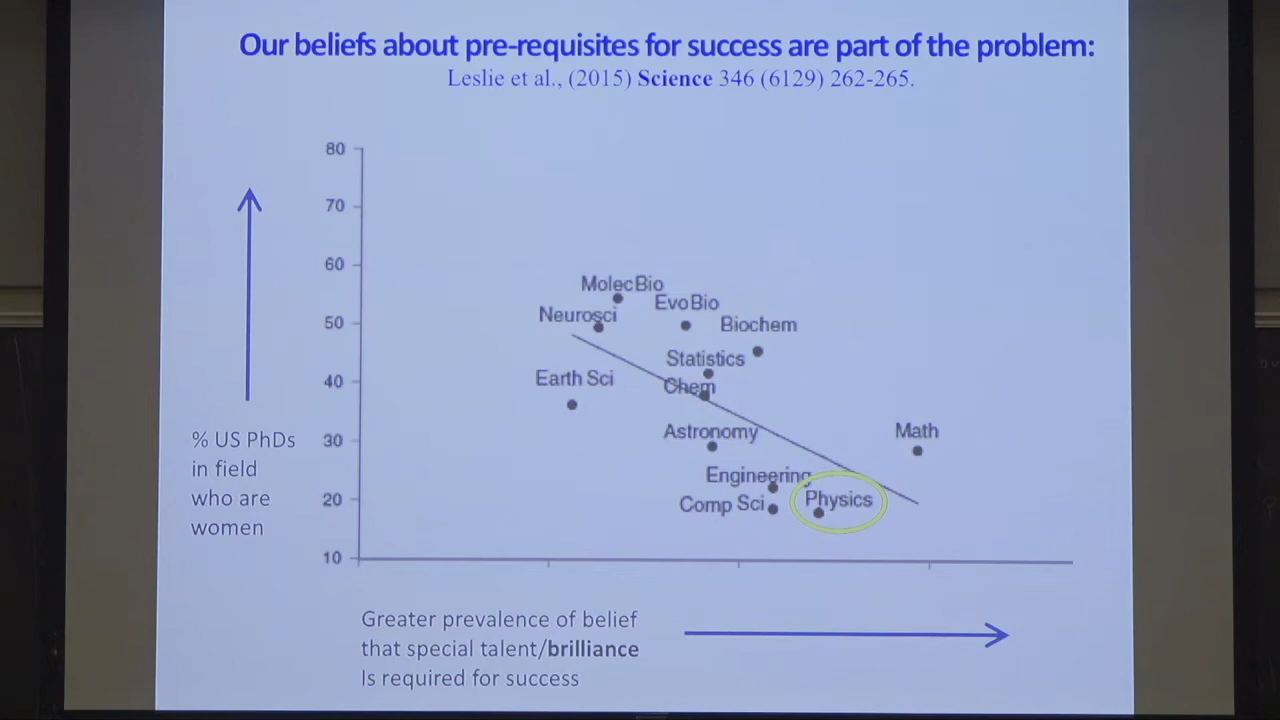 Our beliefs about pre-requisites for success are part of the problem:
Leslie et al., (2015) Science 346 (6129) 262-265.
80
70
60
50
40
30
20
10
MolecBio
Neurosci
EvoBio
Biochem
Statistics
Earth Sci
Chem
Astronomy
Math
Engineering
Comp Sci
Physics
% US PhDs
in field
who are
women
Greater prevalence of belief
that special talent/brilliance
Is required for success